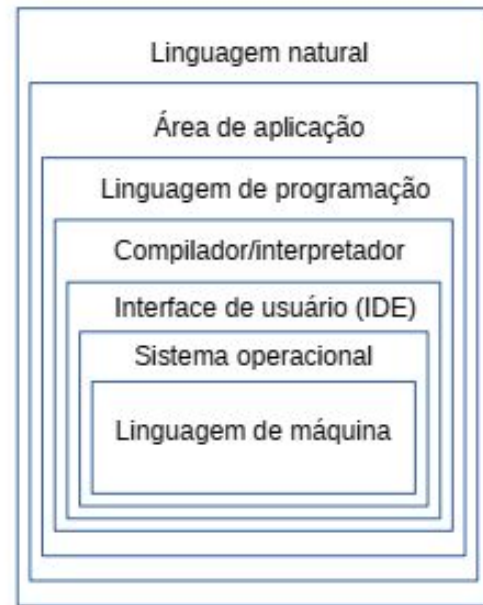 Linguagem natural
Área de aplicação
Linguagem de programação
Compilador/interpretador
Interface de usuário (IDE)
Sistema operacional
Linguagem de máquina